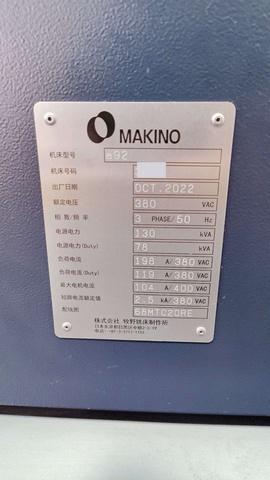 MAKINO
机床型号 a92
机床号码
出厂日期 OCT.2022
额定电压 380 VAC
相数/频率 3 PHASE/50 Hz
电源电力 130 kVA
电源电力(Duty) 78 kVA
负荷电流 198 A/380 VAC
负荷电流(Duty) 119 A/380 VAC
最大电机电流 104 A/400 VAC
短路电流额定值 2.5 kA/380 VAC
配线图 68MTC20RE
株式会社 牧野铣床制作所